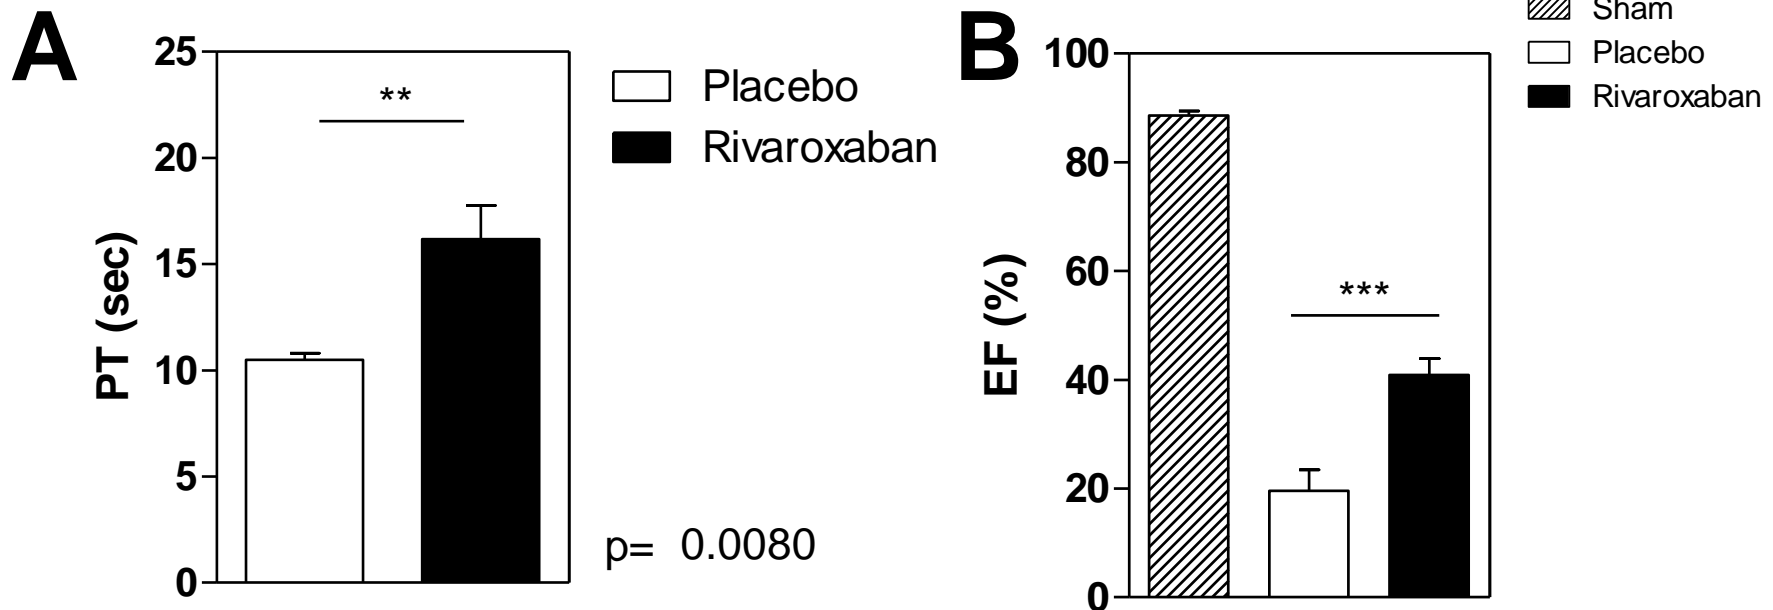 A
25
20
15
10
5
0
PT (sec)
**
Placebo
Rivaroxaban
p= 0.0080
B
100
80
60
40
20
0
EF (%)
***
Sham
Placebo
Rivaroxaban